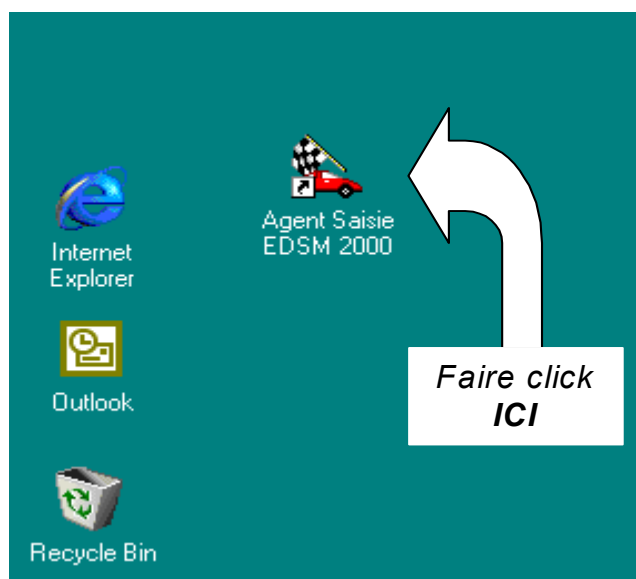 Agent Saisie
EDSM 2000
Internet
Explorer
Outlook
Faire click
ICI
Recycle Bin